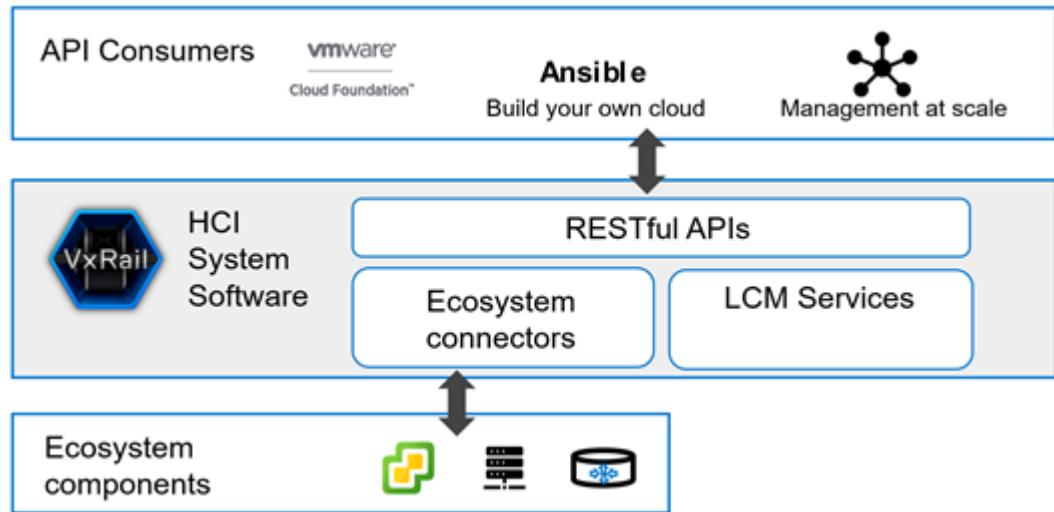 API Consumers
vmware®
Cloud Foundation™
Ansible
Build your own cloud
Management at scale
VxRail
HCI
System
Software
RESTful APIs
Ecosystem
connectors
LCM Services
Ecosystem
components